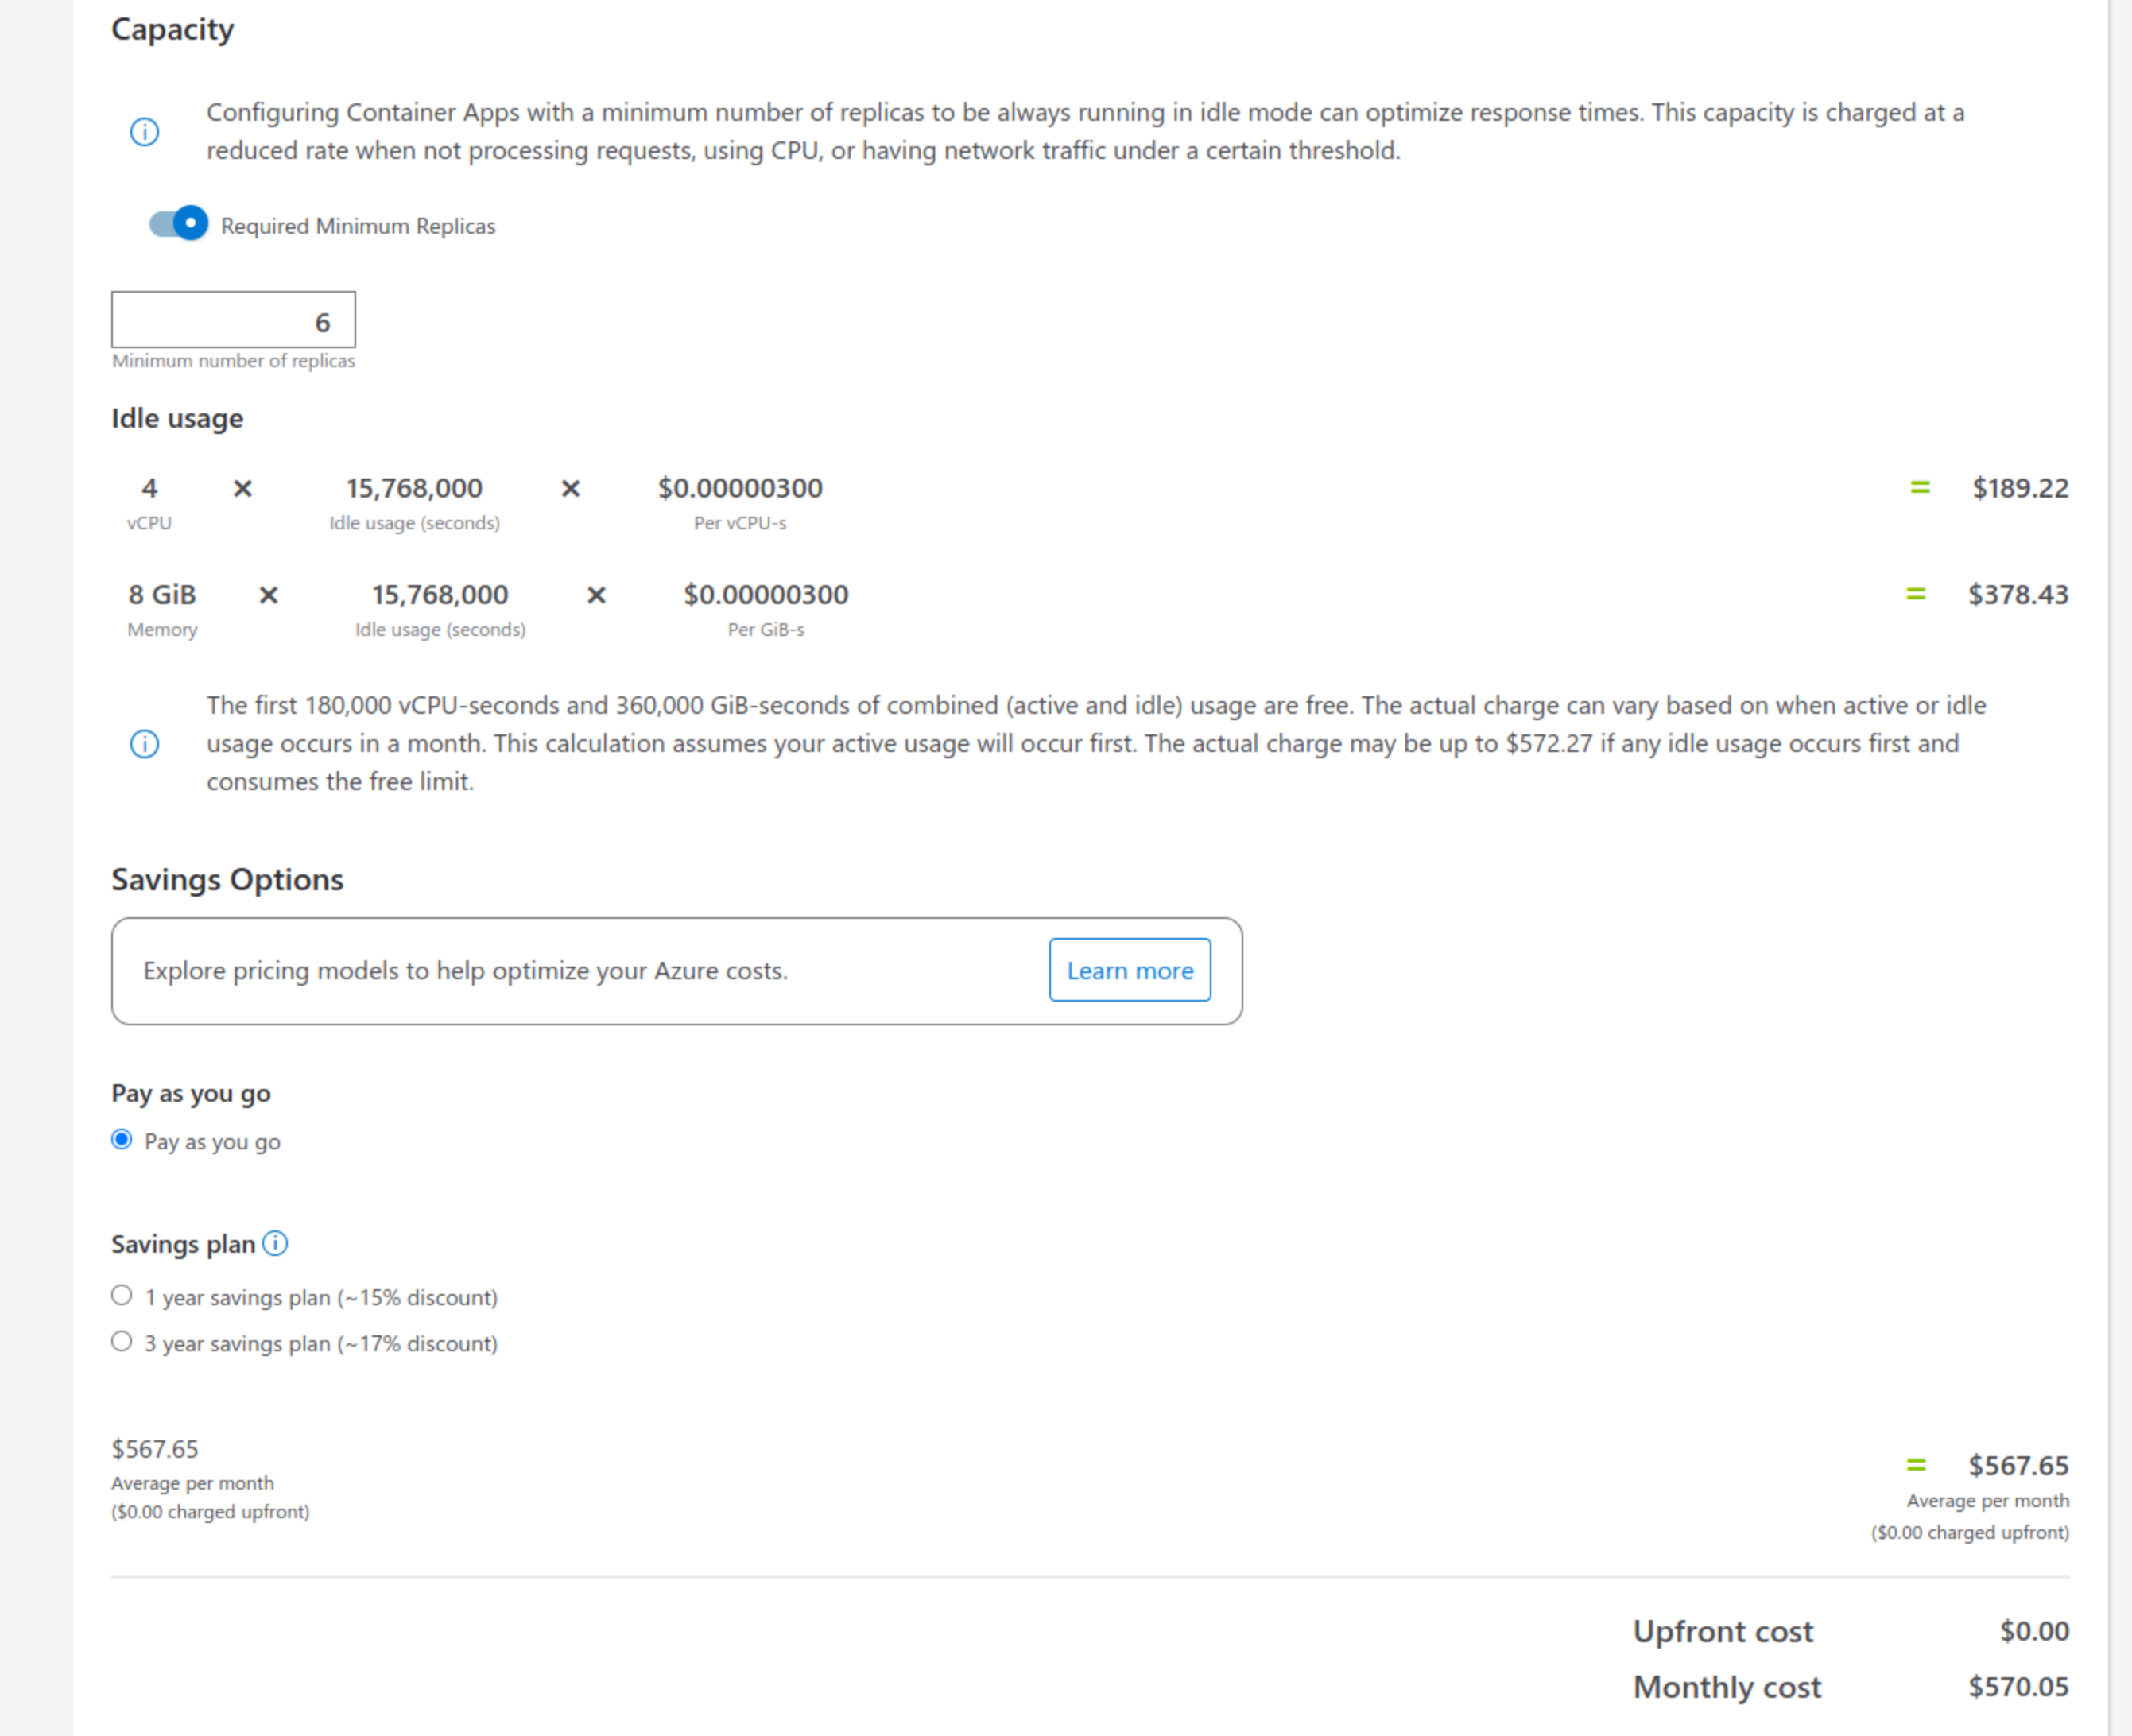 Capacity
Configuring Container Apps with a minimum number of replicas to be always running in idle mode can optimize response times. This capacity is charged at a
reduced rate when not processing requests, using CPU, or having network traffic under a certain threshold.
Required Minimum Replicas
6
Minimum number of replicas
Idle usage
4 × 15,768,000 × $0.00000300 = $189.22
vCPU Idle usage (seconds) Per vCPU-s
8 GiB × 15,768,000 × $0.00000300 = $378.43
Memory Idle usage (seconds) Per GiB-s
The first 180,000 vCPU-seconds and 360,000 GiB-seconds of combined (active and idle) usage are free. The actual charge can vary based on when active or idle
usage occurs in a month. This calculation assumes your active usage will occur first. The actual charge may be up to $572.27 if any idle usage occurs first and
consumes the free limit.
Savings Options
Explore pricing models to help optimize your Azure costs. Learn more
Pay as you go
Pay as you go
Savings plan
1 year savings plan (~15% discount)
3 year savings plan (~17% discount)
$567.65
Average per month
($0.00 charged upfront)
= $567.65
Average per month
($0.00 charged upfront)
Upfront cost $0.00
Monthly cost $570.05